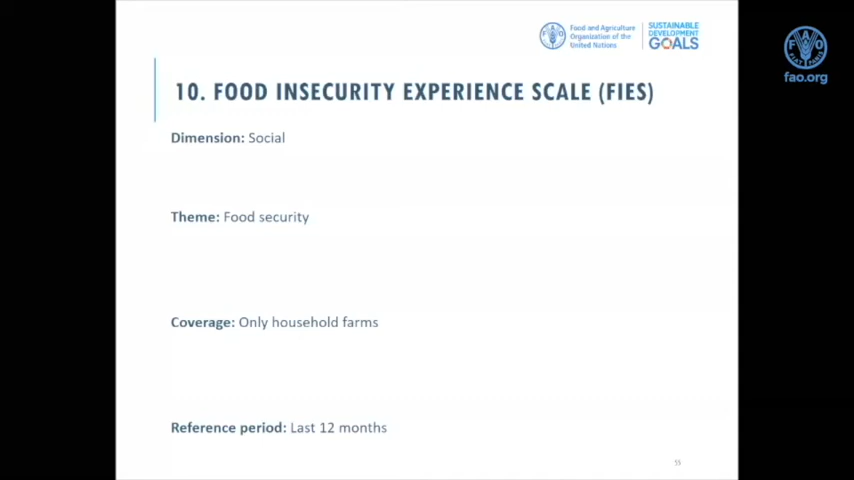 Food and Agriculture
Organization of the
United Nations
SUSTAINABLE
DEVELOPMENT
GOALS
fao.org
10. FOOD INSECURITY EXPERIENCE SCALE (FIES)
Dimension: Social
Theme: Food security
Coverage: Only household farms
Reference period: Last 12 months
55